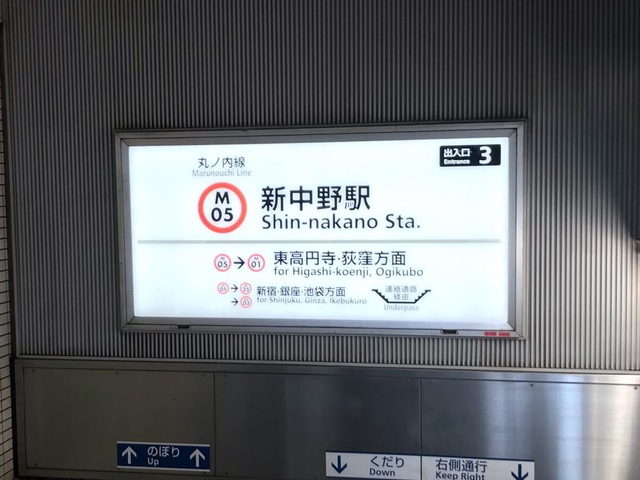 丸ノ内線
Marunouchi Line
出入口 3
Entrance
M
05
新中野駅
Shin-nakano Sta.
M 05 → M 01 東高円寺・荻窪方面
for Higashi-koenji, Ogikubo
新宿・銀座・池袋方面
for Shinjuku, Ginza, Ikebukuro
連絡通路
経由
Underpass
↑ のぼり ↑
Up
↓ くだり
Down
右側通行 ↓
Keep Right